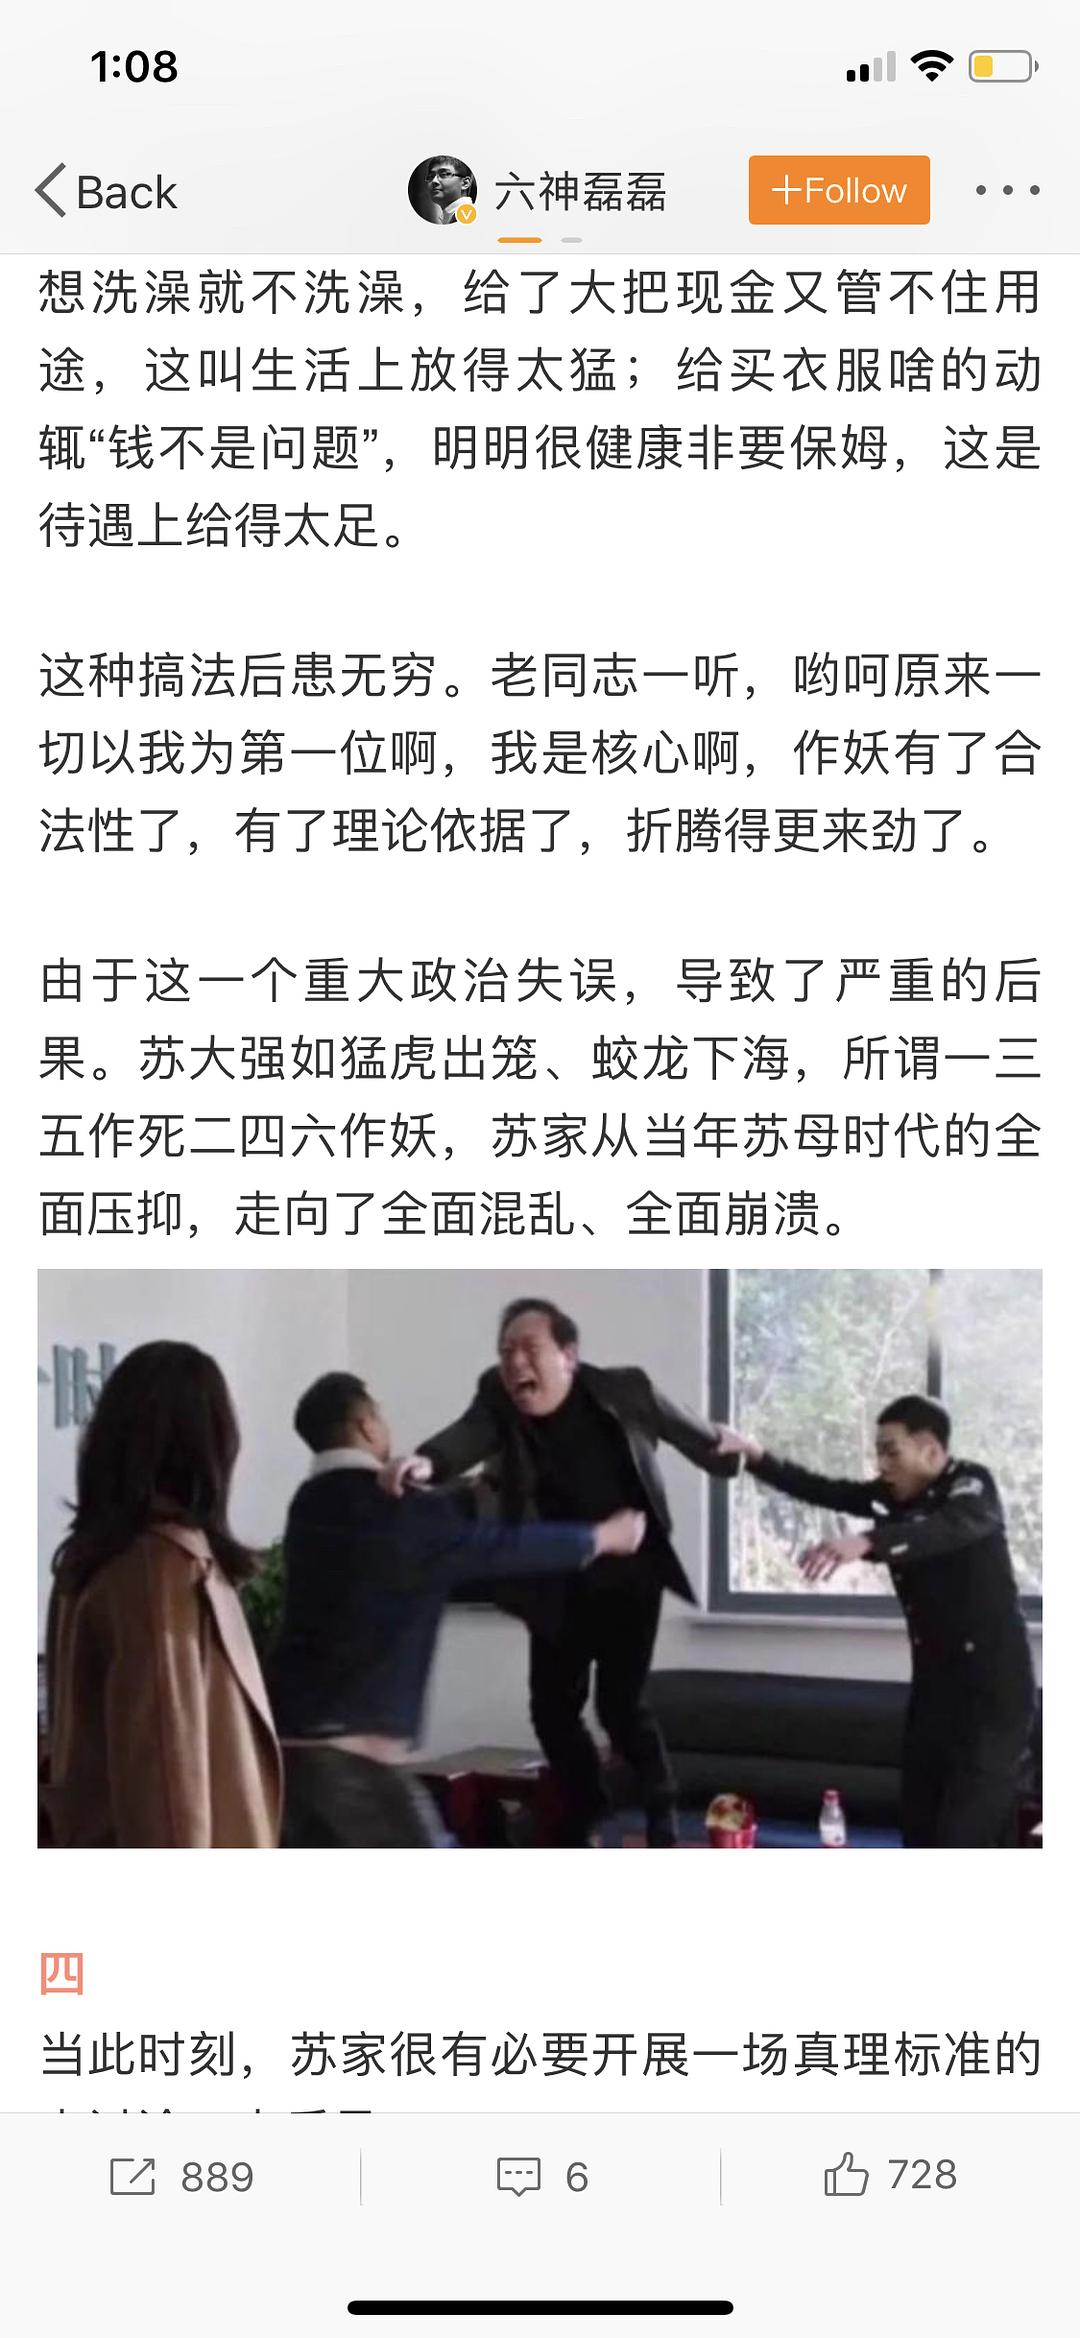 1:08
Back
六神磊磊
+Follow
想洗澡就不洗澡，给了大把现金又管不住用
途，这叫生活上放得太猛；给买衣服啥的动
辄“钱不是问题”，明明很健康非要保姆，这是
待遇上给得太足。
这种搞法后患无穷。老同志一听，哟呵原来一
切以我为第一位啊，我是核心啊，作妖有了合
法性了，有了理论依据了，折腾得更来劲了。
由于这一个重大政治失误，导致了严重的后
果。苏大强如猛虎出笼、蛟龙下海，所谓一三
五作死二四六作妖，苏家从当年苏母时代的全
面压抑，走向了全面混乱、全面崩溃。
四
当此时刻，苏家很有必要开展一场真理标准的
889
6
728